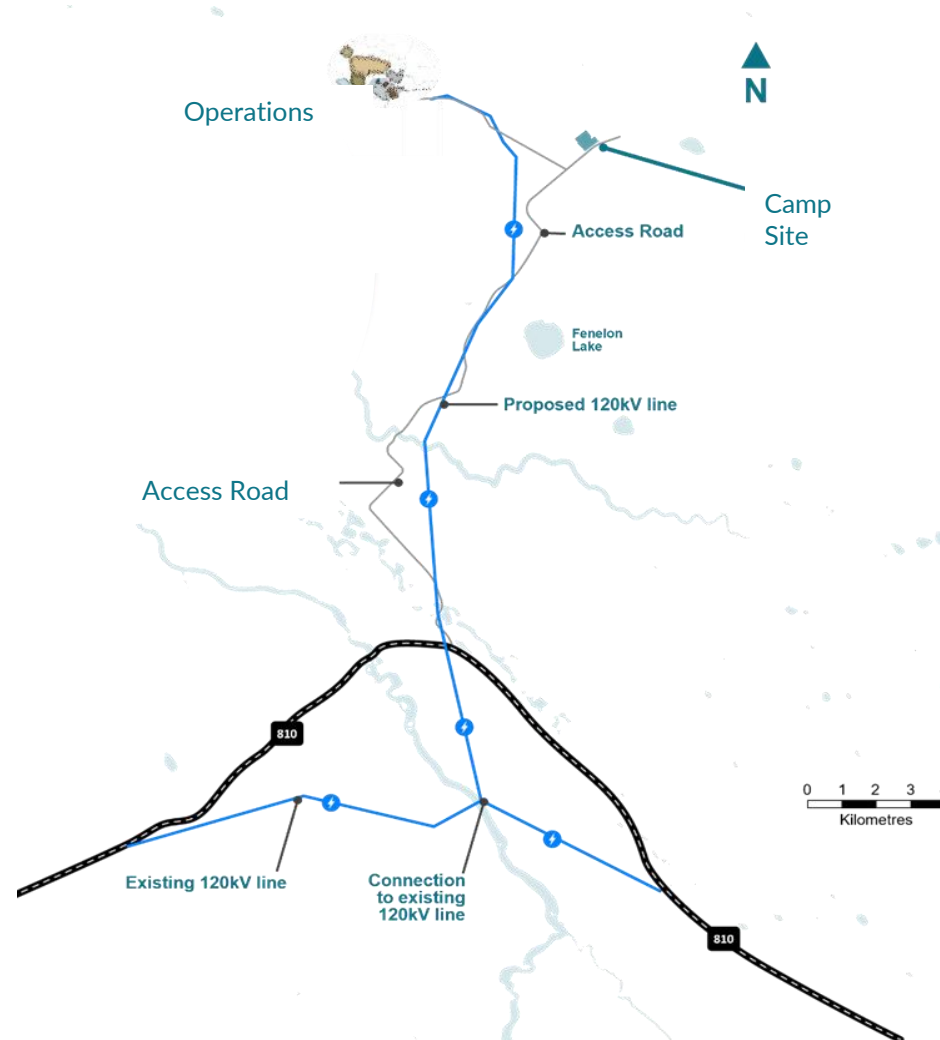 N
Operations
Camp
Site
Access Road
Fenelon
Lake
Proposed 120kV line
Access Road
810
0 1 2 3
Kilometres
Existing 120kV line
Connection
to existing
120kV line
810